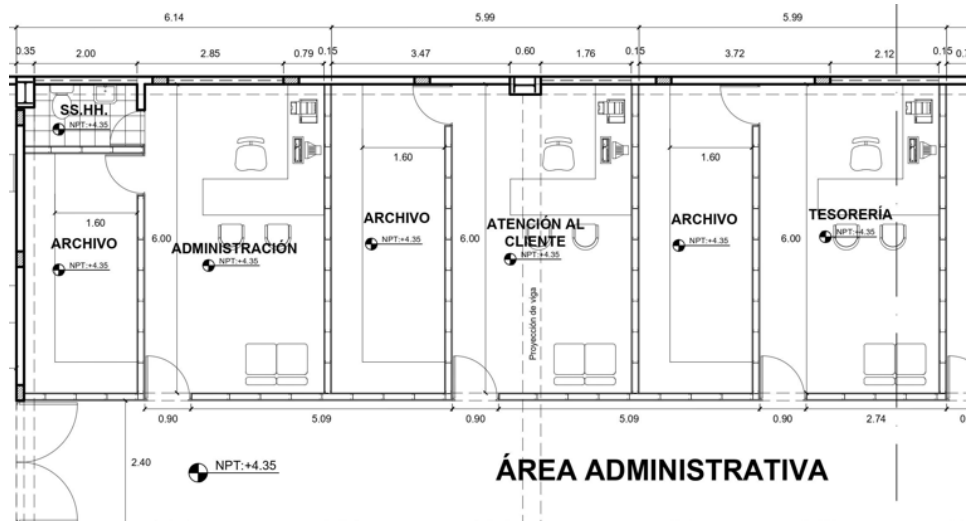 6.14
5.99
5.99
0.35
2.00
2.85
0.79
0.15
3.47
0.60
1.76
0.15
3.72
2.12
0.15
SS.HH.
NPT:+4.35
1.60
1.60
1.60
ARCHIVO
NPT:+4.35
6.00
ADMINISTRACIÓN
NPT:+4.35
ARCHIVO
NPT:+4.35
6.00
ATENCIÓN AL
CLIENTE
NPT:+4.35
Proyección de viga
ARCHIVO
NPT:+4.35
6.00
TESORERÍA
NPT:+4.35
0.90
5.09
0.90
5.09
0.90
2.74
2.40
NPT:+4.35
ÁREA ADMINISTRATIVA